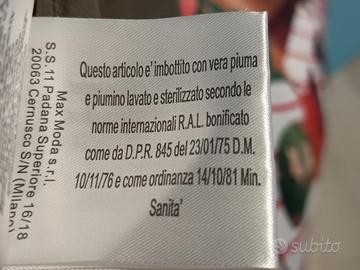 Questo articolo e' imbottito con vera piuma
e piumino lavato e sterilizzato secondo le
norme internazionali R.A.L. bonificato
come da D.P.R. 845 del 23/01/75 D.M.
10/11/76 e come ordinanza 14/10/81 Min.
Sanita'
Max Moda s.r.l.
S.S.11 Padana Superiore 16/18
20063 Cernusco S/N (Milano)
subito